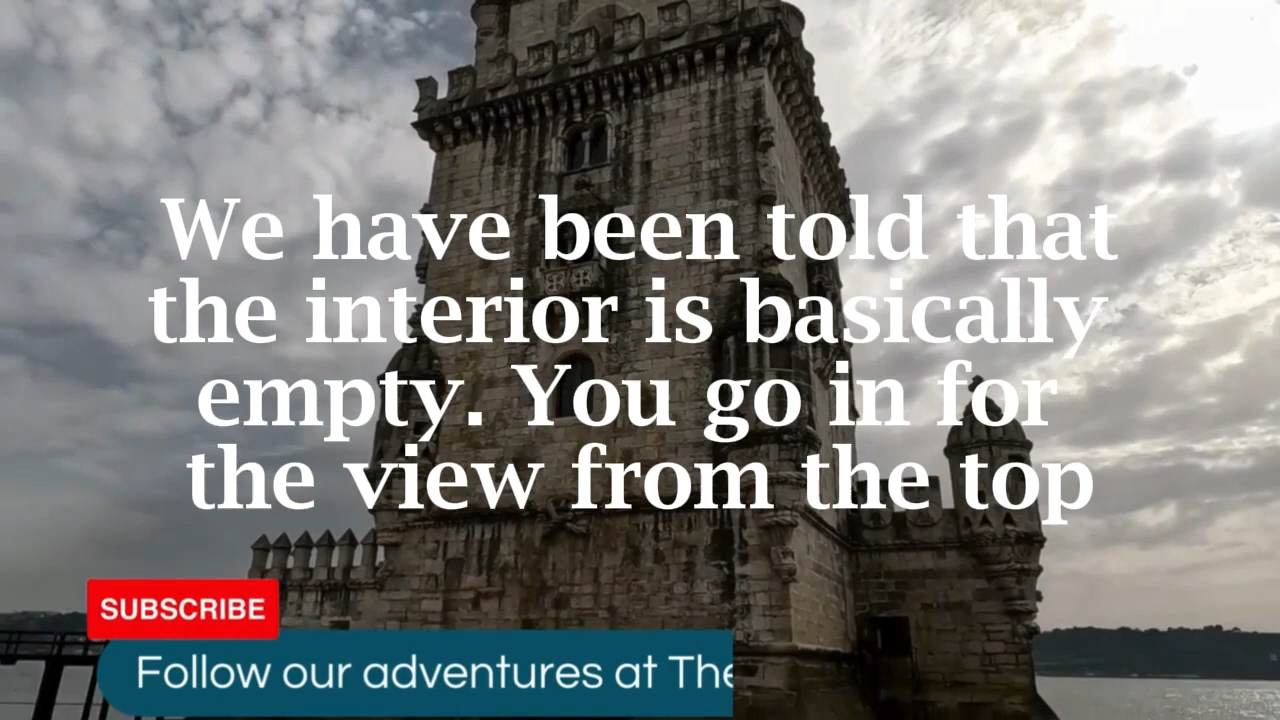 We have been told that
the interior is basically
empty. You go in for
the view from the top
SUBSCRIBE
Follow our adventures at The